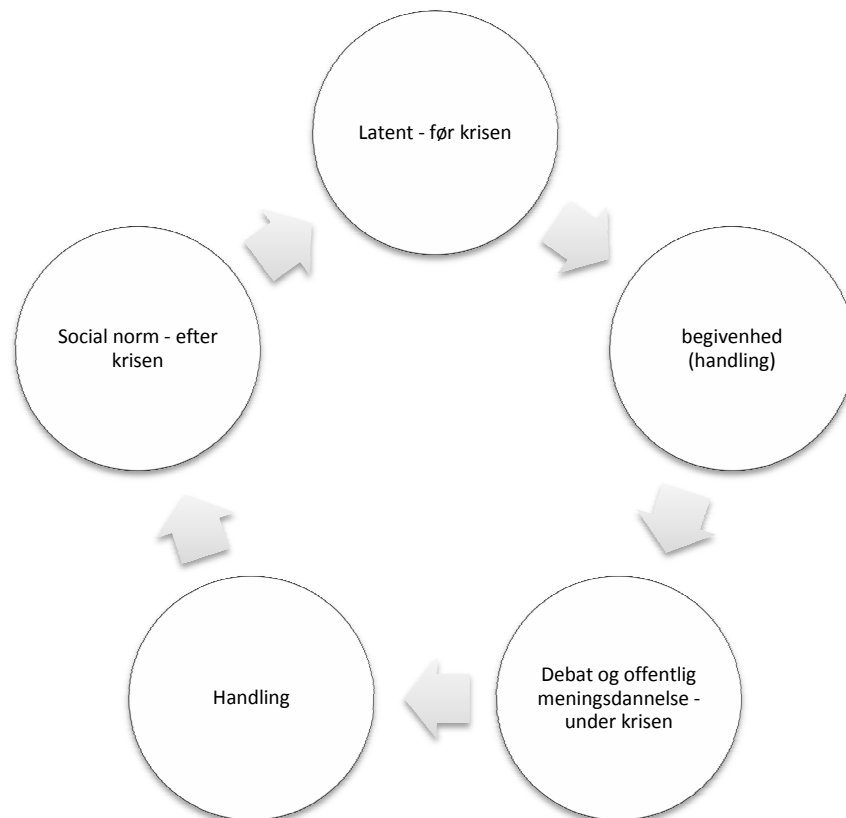 Latent - før krisen
begivenhed
(handling)
Debat og offentlig
meningsdannelse -
under krisen
Handling
Social norm - efter
krisen